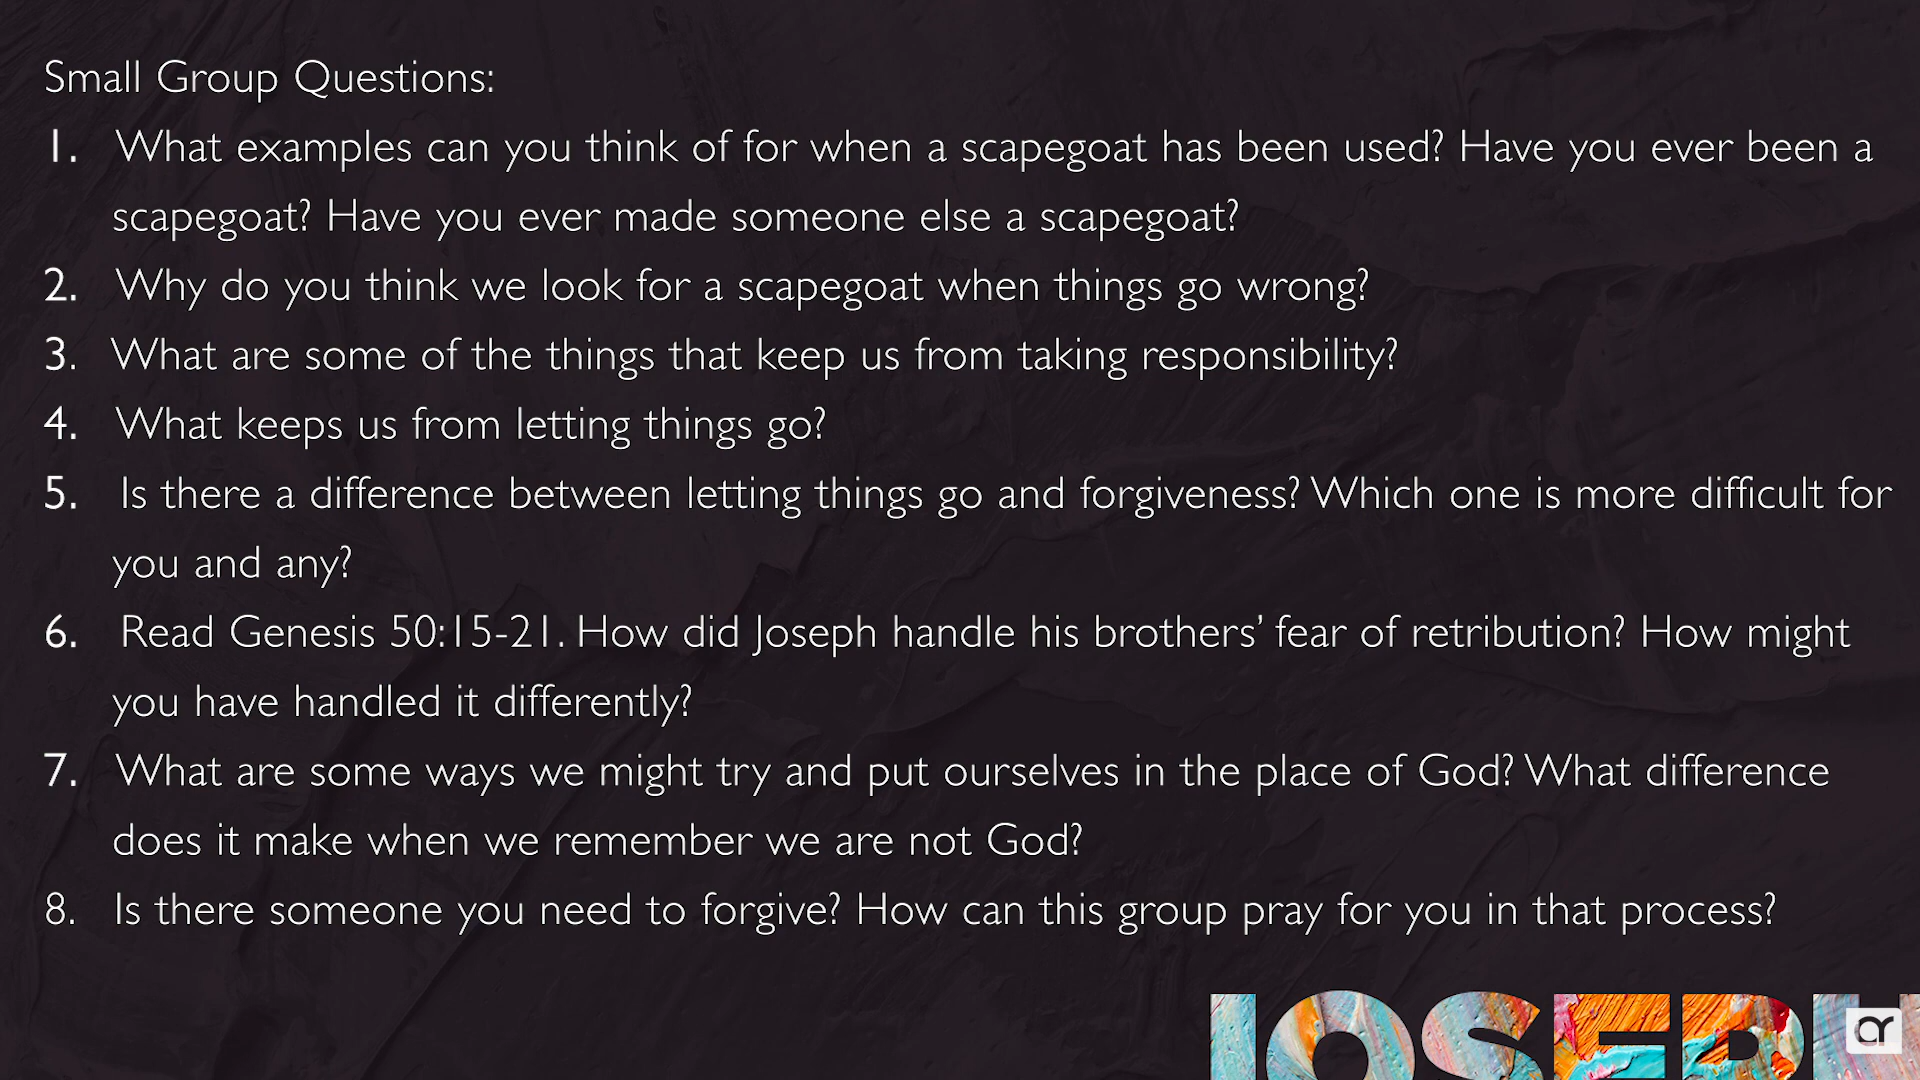 Small Group Questions:
1. What examples can you think of for when a scapegoat has been used? Have you ever been a
scapegoat? Have you ever made someone else a scapegoat?
2. Why do you think we look for a scapegoat when things go wrong?
3. What are some of the things that keep us from taking responsibility?
4. What keeps us from letting things go?
5. Is there a difference between letting things go and forgiveness? Which one is more difficult for
you and any?
6. Read Genesis 50:15-21. How did Joseph handle his brothers’ fear of retribution? How might
you have handled it differently?
7. What are some ways we might try and put ourselves in the place of God? What difference
does it make when we remember we are not God?
8. Is there someone you need to forgive? How can this group pray for you in that process?
JOSEPH
ar